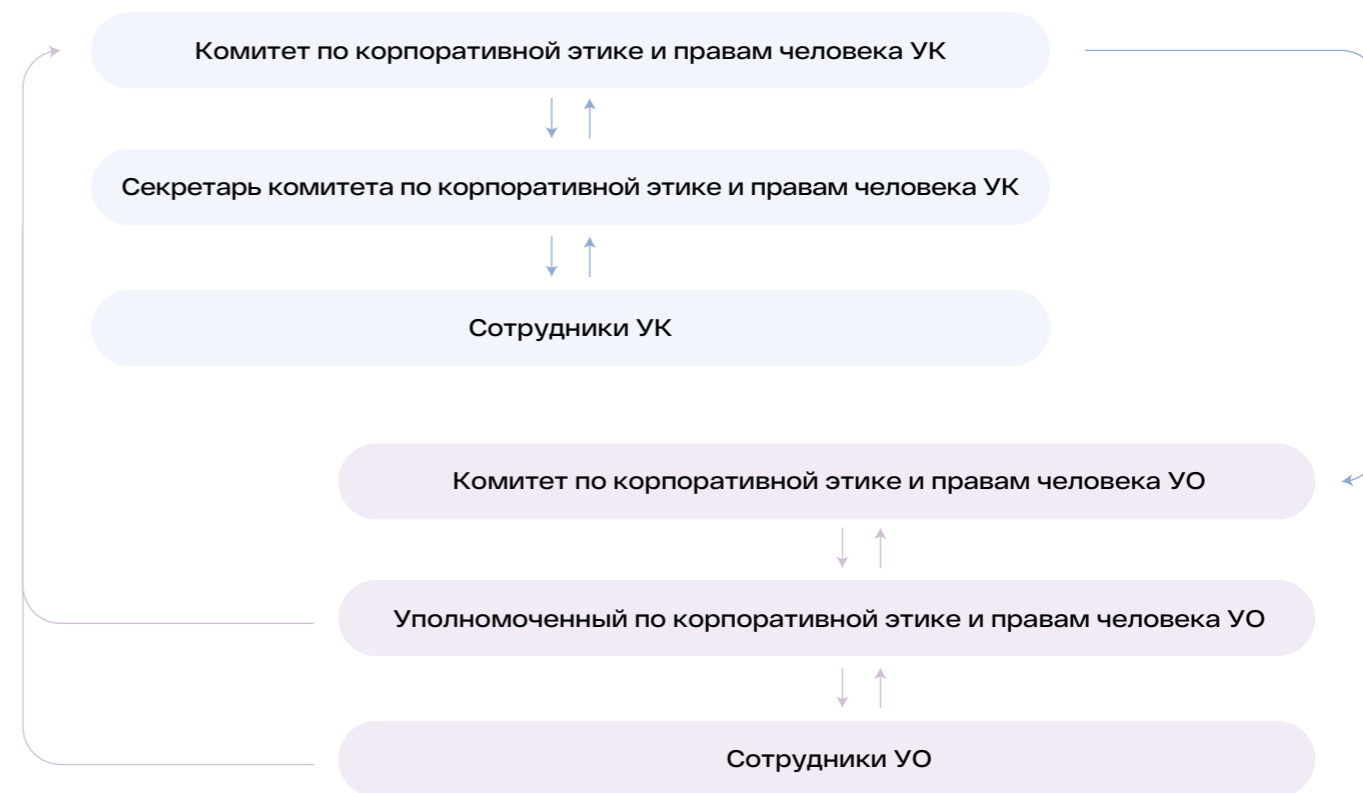 Комитет по корпоративной этике и правам человека УК
Секретарь комитета по корпоративной этике и правам человека УК
Сотрудники УК
Комитет по корпоративной этике и правам человека УО
Уполномоченный по корпоративной этике и правам человека УО
Сотрудники УО